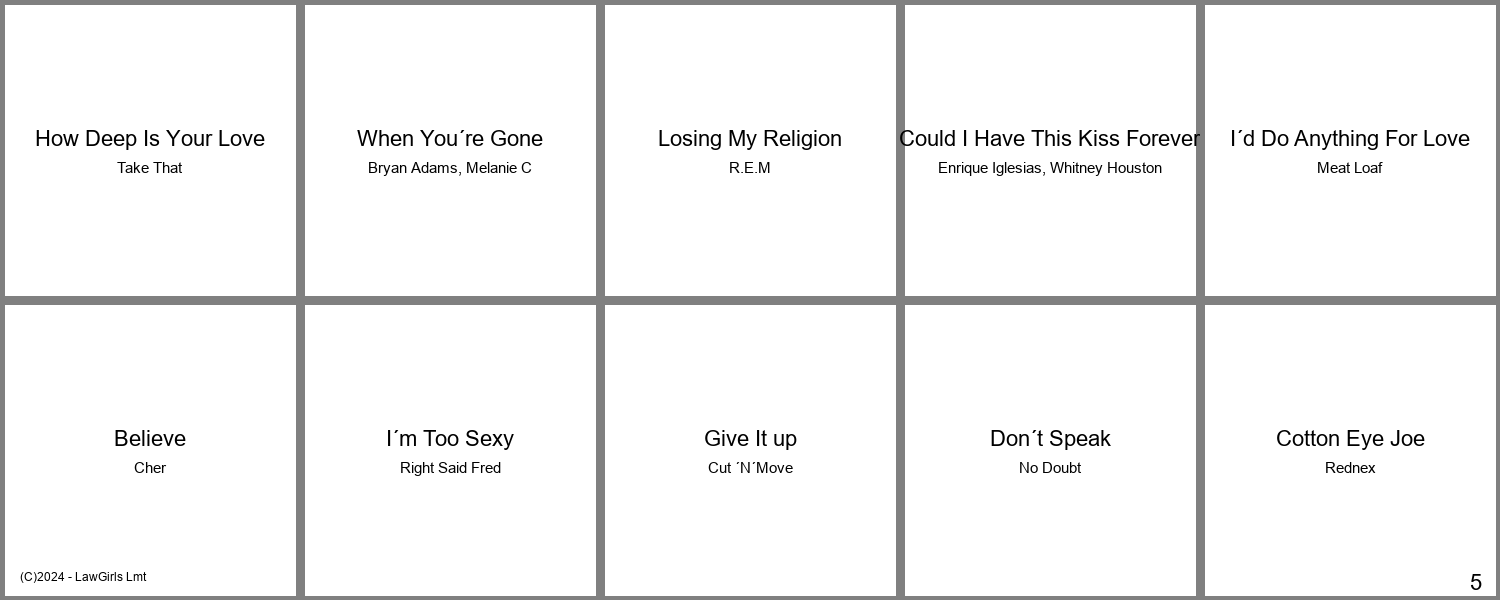 How Deep Is Your Love
Take That
When You´re Gone
Bryan Adams, Melanie C
Losing My Religion
R.E.M
Could I Have This Kiss Forever
Enrique Iglesias, Whitney Houston
I´d Do Anything For Love
Meat Loaf
Believe
Cher
I´m Too Sexy
Right Said Fred
Give It up
Cut ´N´Move
Don´t Speak
No Doubt
Cotton Eye Joe
Rednex
(C)2024 - LawGirls Lmt
5